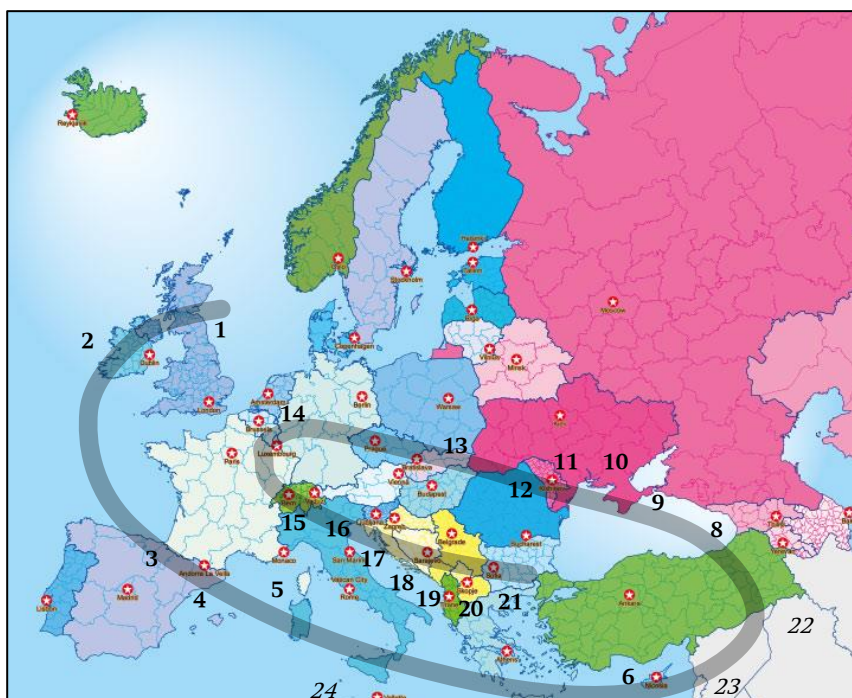 Reykjavik
Helsinki
Oslo
Stockholm
Riga
Moscow
2
1
Copenhagen
Vilnius
Dublin
Minsk
Amsterdam
Berlin
Warsaw
London
14
Kiev
Brussels
13
Paris
Luxembourg
Prague
11
10
Bratislava
Vienna
12
Budapest
9
Bern
15
16
Ljubljana
Zagreb
8
Tbilisi
Belgrade
Bucharest
Yerevan
3
Monaco
San Marino
17
Sarajevo
Andorra La Vella
Sofia
4
5
Vatican City
18
Skopje
Madrid
Rome
19
20
21
Ankara
Lisbon
22
Athens
6
Nicosia
23
24